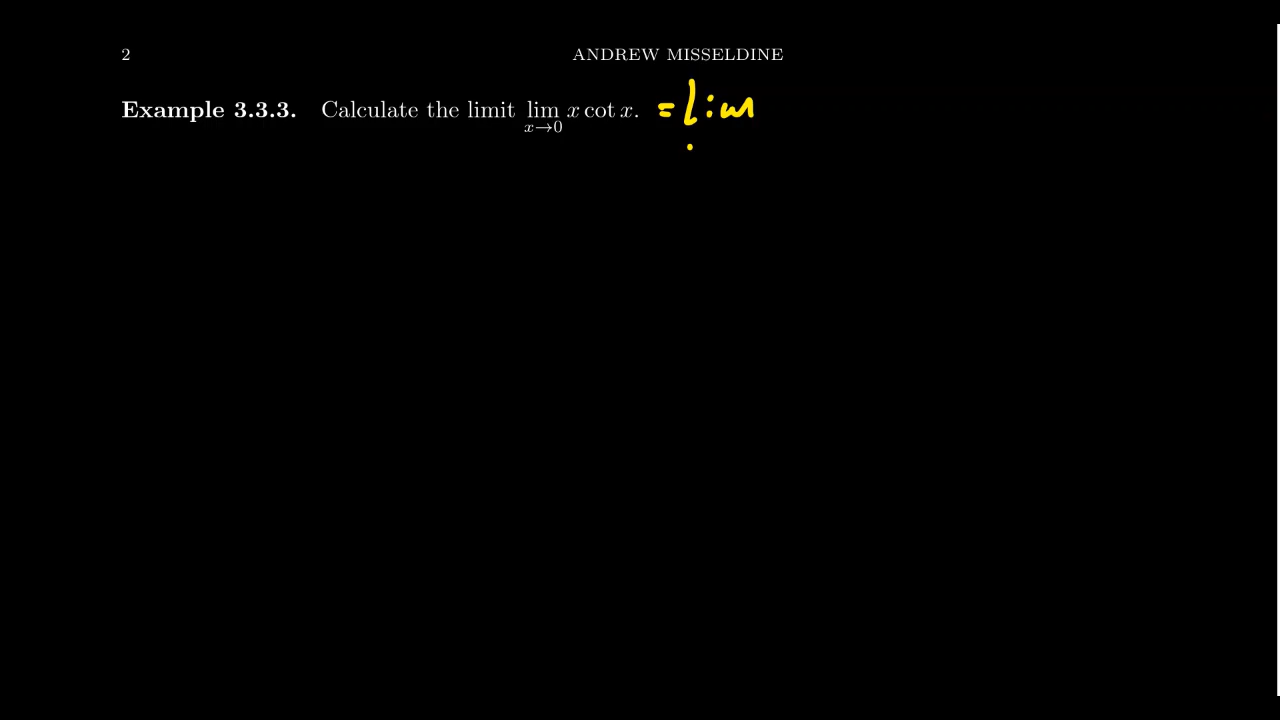 2 ANDREW MISSELDINE
Example 3.3.3. Calculate the limit lim x cot x. = lim
x→0